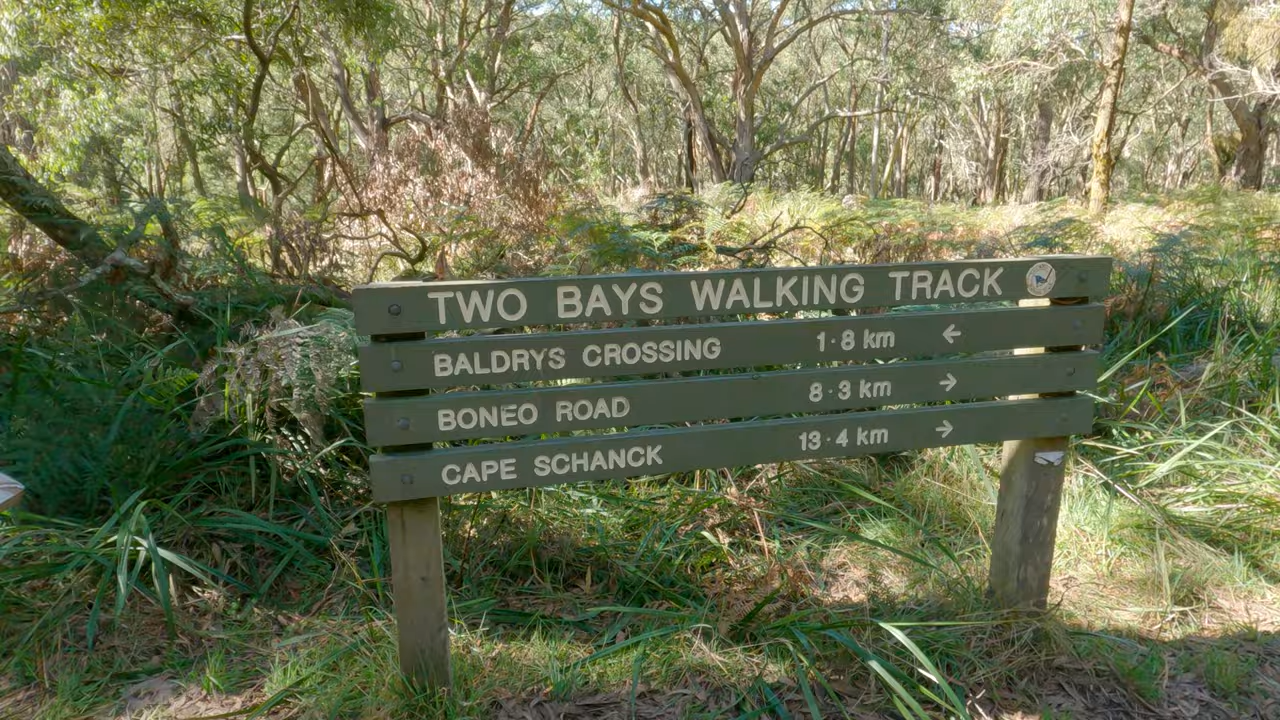 TWO BAYS WALKING TRACK
BALDRYS CROSSING 1·8 km ←
BONEO ROAD 8·3 km →
CAPE SCHANCK 13·4 km →